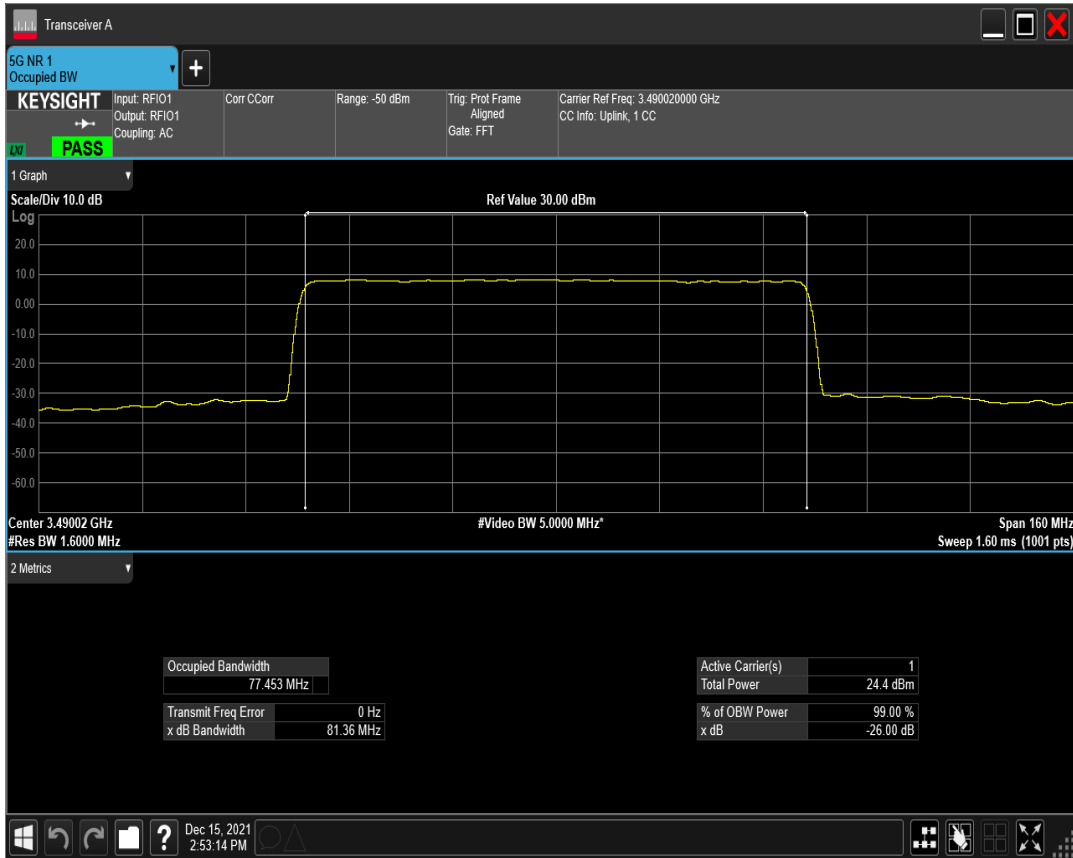 Transceiver A
5G NR 1
Occupied BW
KEYSIGHT
LXI
PASS
Input: RFIO1
Output: RFIO1
Coupling: AC
Corr CCorr
Range: -50 dBm
Trig: Prot Frame
Aligned
Gate: FFT
Carrier Ref Freq: 3.490020000 GHz
CC Info: Uplink, 1 CC
1 Graph
Scale/Div 10.0 dB
Ref Value 30.00 dBm
Log
20.0
10.0
0.00
-10.0
-20.0
-30.0
-40.0
-50.0
-60.0
Center 3.49002 GHz
#Video BW 5.0000 MHz*
Span 160 MHz
#Res BW 1.6000 MHz
Sweep 1.60 ms (1001 pts)
2 Metrics
Occupied Bandwidth
77.453 MHz
Transmit Freq Error 0 Hz
x dB Bandwidth 81.36 MHz
Active Carrier(s) 1
Total Power 24.4 dBm
% of OBW Power 99.00 %
x dB -26.00 dB
?
Dec 15, 2021
2:53:14 PM